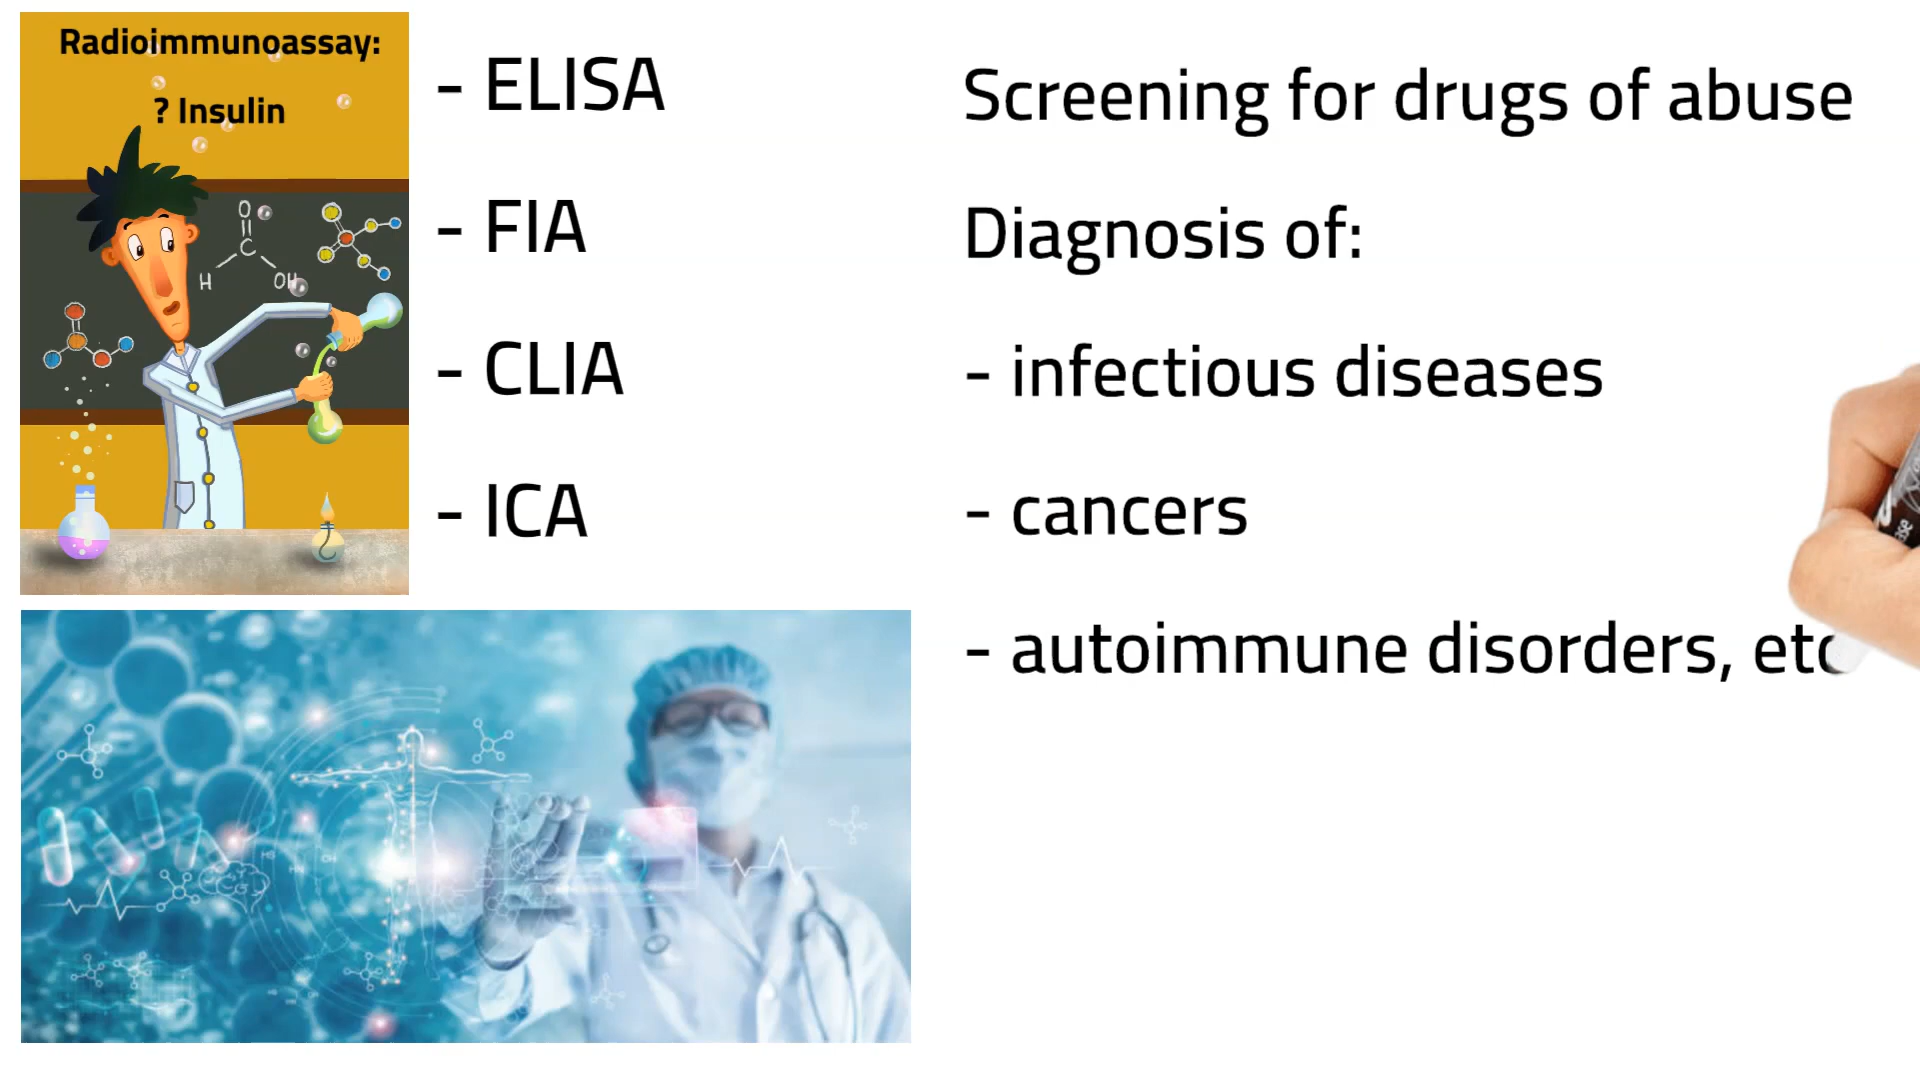 Radioimmunoassay:
? Insulin
O
C
H
OH
- ELISA
- FIA
- CLIA
- ICA
Screening for drugs of abuse
Diagnosis of:
- infectious diseases
- cancers
- autoimmune disorders, etc